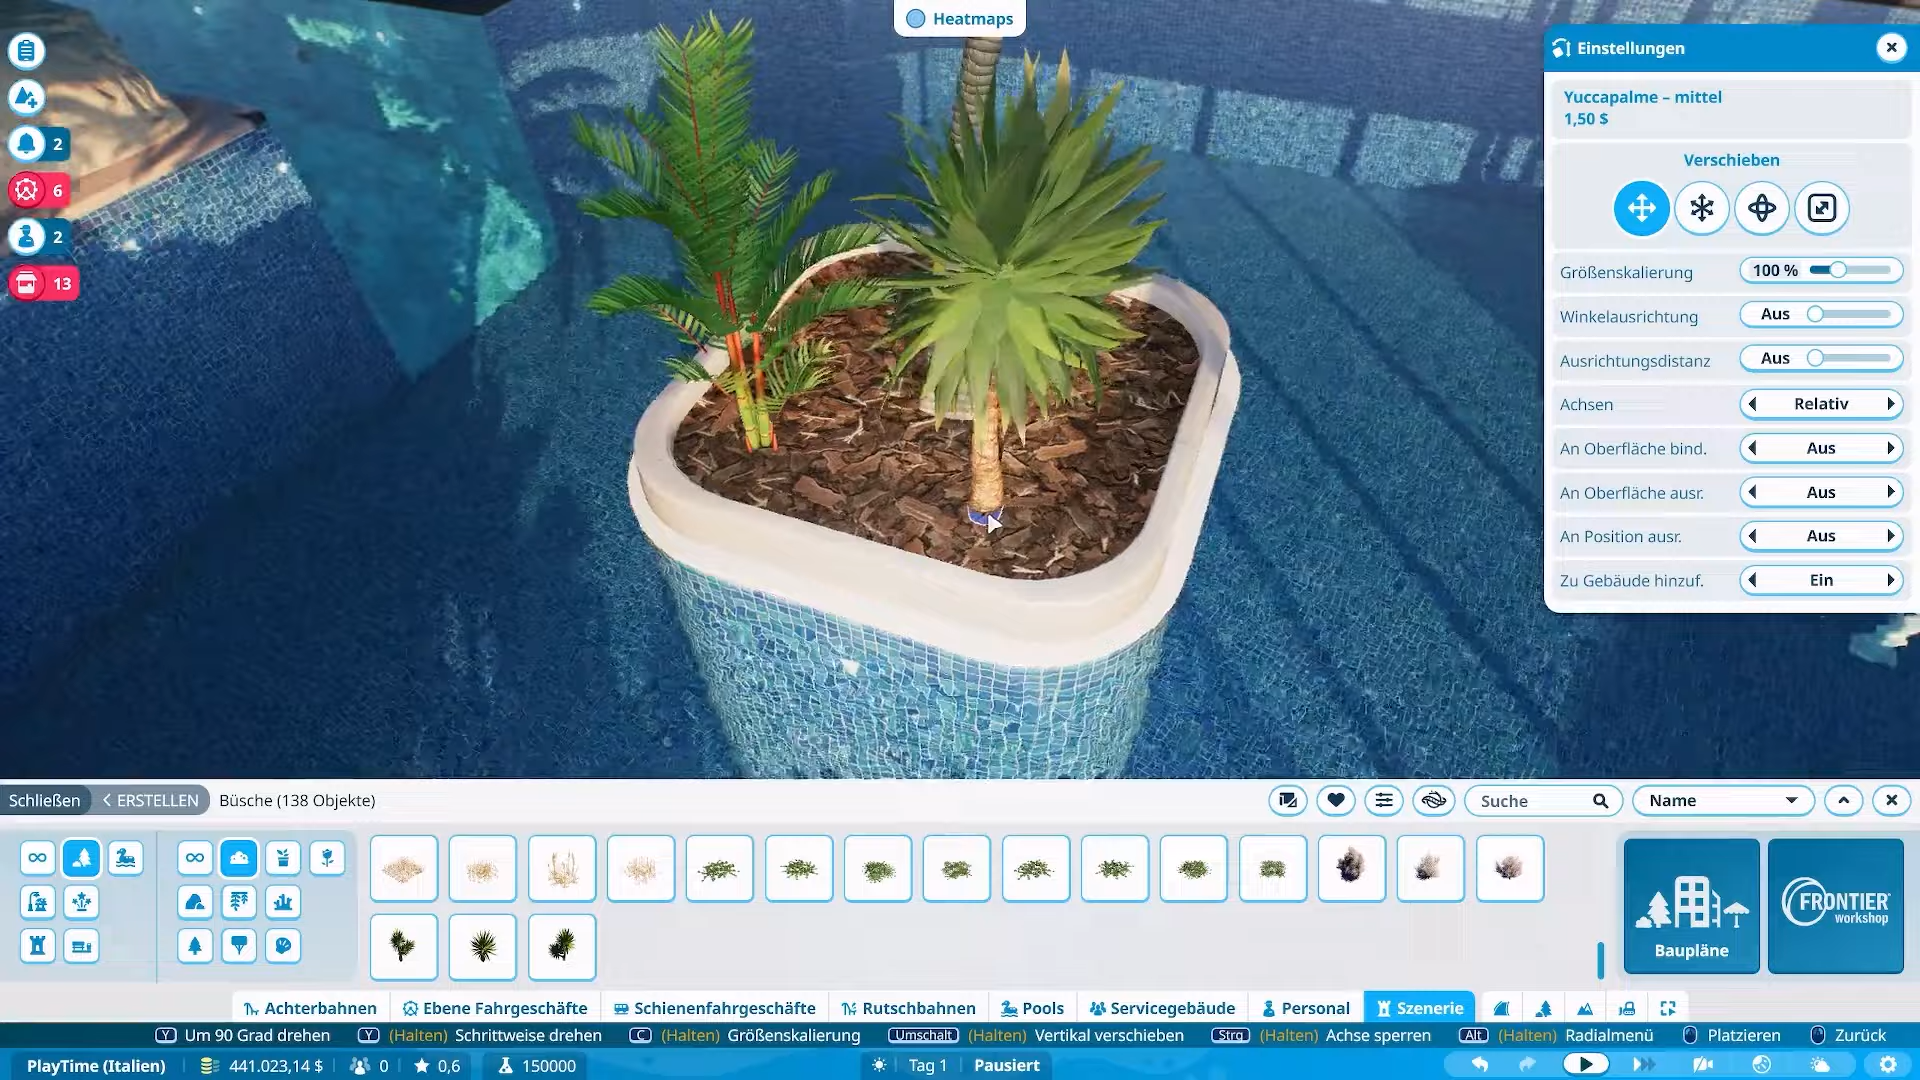 Heatmaps
2
6
2
13
Einstellungen
Yuccapalme – mittel
1,50 $
Verschieben
Größenskalierung 100 %
Winkelausrichtung Aus
Ausrichtungsdistanz Aus
Achsen Relativ
An Oberfläche bind. Aus
An Oberfläche ausr. Aus
An Position ausr. Aus
Zu Gebäude hinzuf. Ein
Schließen ERSTELLEN Büsche (138 Objekte) Suche Name
Baupläne
FRONTIER
workshop
Achterbahnen Ebene Fahrgeschäfte Schienenfahrgeschäfte Rutschbahnen Pools Servicegebäude Personal Szenerie
Y Um 90 Grad drehen Y (Halten) Schrittweise drehen C (Halten) Größenskalierung Umschalt (Halten) Vertikal verschieben Strg (Halten) Achse sperren Alt (Halten) Radialmenü Platzieren Zurück
PlayTime (Italien) 441.023,14 $ 0 0,6 150000 Tag 1 Pausiert